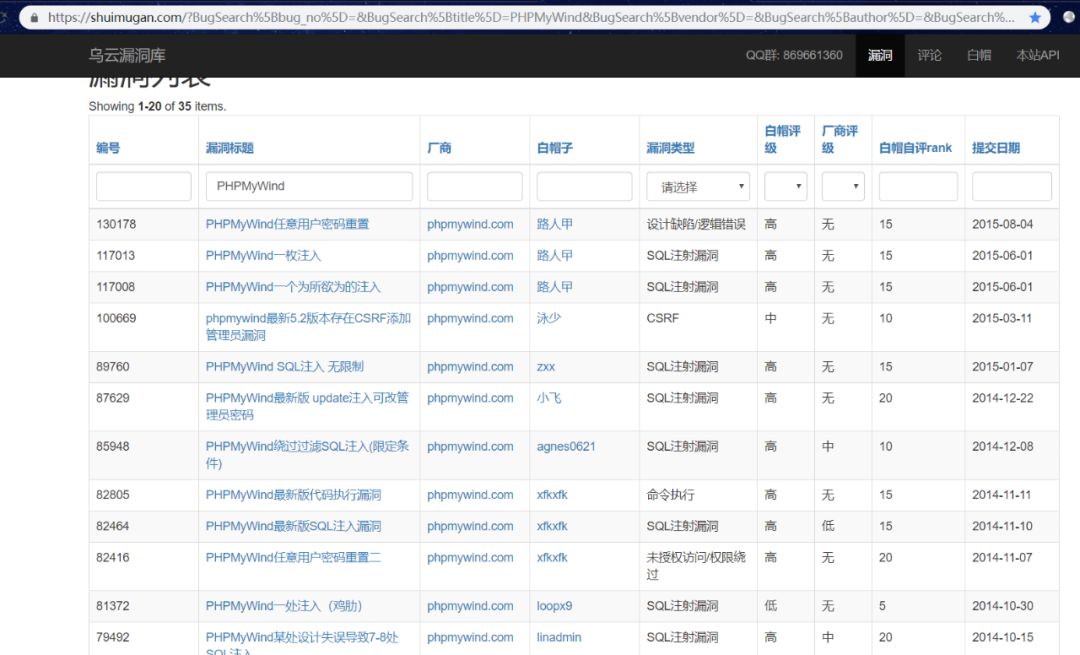 https://shuimugan.com/?BugSearch%5Bbug_no%5D=&BugSearch%5Btitle%5D=PHPMyWind&BugSearch%5Bvendor%5D=&BugSearch%5Bauthor%5D=&BugSearch%...
乌云漏洞库 QQ群: 869661360 漏洞 评论 白帽 本站API
漏洞列表
Showing 1-20 of 35 items.
编号 漏洞标题 厂商 白帽子 漏洞类型 白帽评 厂商评 白帽自评rank 提交日期
级 级
PHPMyWind 请选择
130178 PHPMyWind任意用户密码重置 phpmywind.com 路人甲 设计缺陷/逻辑错误 高 无 15 2015-08-04
117013 PHPMyWind一枚注入 phpmywind.com 路人甲 SQL注射漏洞 高 无 15 2015-06-01
117008 PHPMyWind一个为所欲为的注入 phpmywind.com 路人甲 SQL注射漏洞 高 无 15 2015-06-01
100669 phpmywind最新5.2版本存在CSRF添加 phpmywind.com 泳少 CSRF 中 无 10 2015-03-11
管理员漏洞
89760 PHPMyWind SQL注入 无限制 phpmywind.com zxx SQL注射漏洞 高 无 15 2015-01-07
87629 PHPMyWind最新版 update注入可改管 phpmywind.com 小飞 SQL注射漏洞 高 无 20 2014-12-22
理员密码
85948 PHPMyWind绕过过滤SQL注入(限定条 phpmywind.com agnes0621 SQL注射漏洞 高 中 10 2014-12-08
件)
82805 PHPMyWind最新版代码执行漏洞 phpmywind.com xfkxfk 命令执行 高 无 15 2014-11-11
82464 PHPMyWind最新版SQL注入漏洞 phpmywind.com xfkxfk SQL注射漏洞 高 低 15 2014-11-10
82416 PHPMyWind任意用户密码重置二 phpmywind.com xfkxfk 未授权访问/权限绕 高 无 20 2014-11-07
过
81372 PHPMyWind一处注入（鸡肋） phpmywind.com loopx9 SQL注射漏洞 低 无 5 2014-10-30
79492 PHPMyWind某处设计失误导致7-8处 phpmywind.com linadmin SQL注射漏洞 高 中 20 2014-10-15
SQL注入